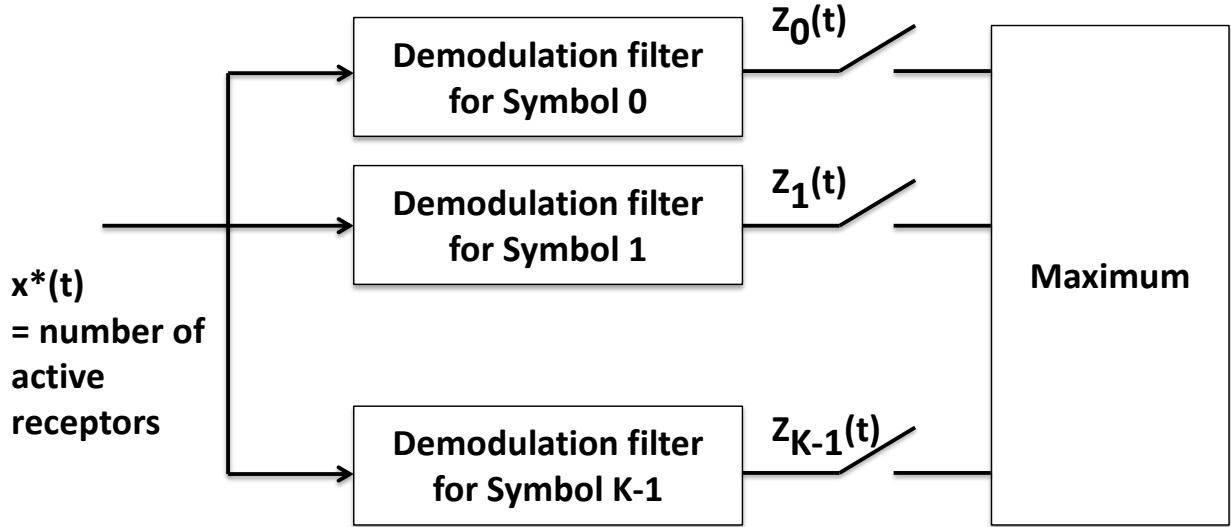 Z0(t)
Demodulation filter
for Symbol 0
Z1(t)
Demodulation filter
for Symbol 1
x*(t)
= number of
active
receptors
Maximum
ZK-1(t)
Demodulation filter
for Symbol K-1